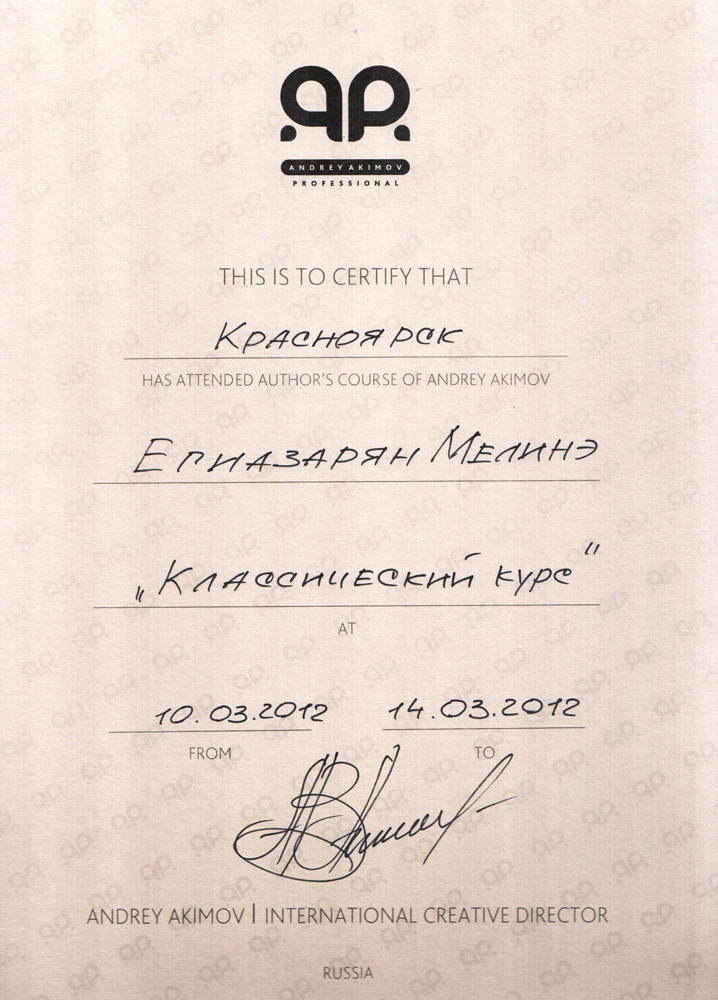 ap.
ANDREY AKIMOV
PROFESSIONAL
THIS IS TO CERTIFY THAT
Красноярск
HAS ATTENDED AUTHOR'S COURSE OF ANDREY AKIMOV
Егиазарян Мелинэ
„Классический курс"
AT
10.03.2012 14.03.2012
FROM TO
ANDREY AKIMOV | INTERNATIONAL CREATIVE DIRECTOR
RUSSIA